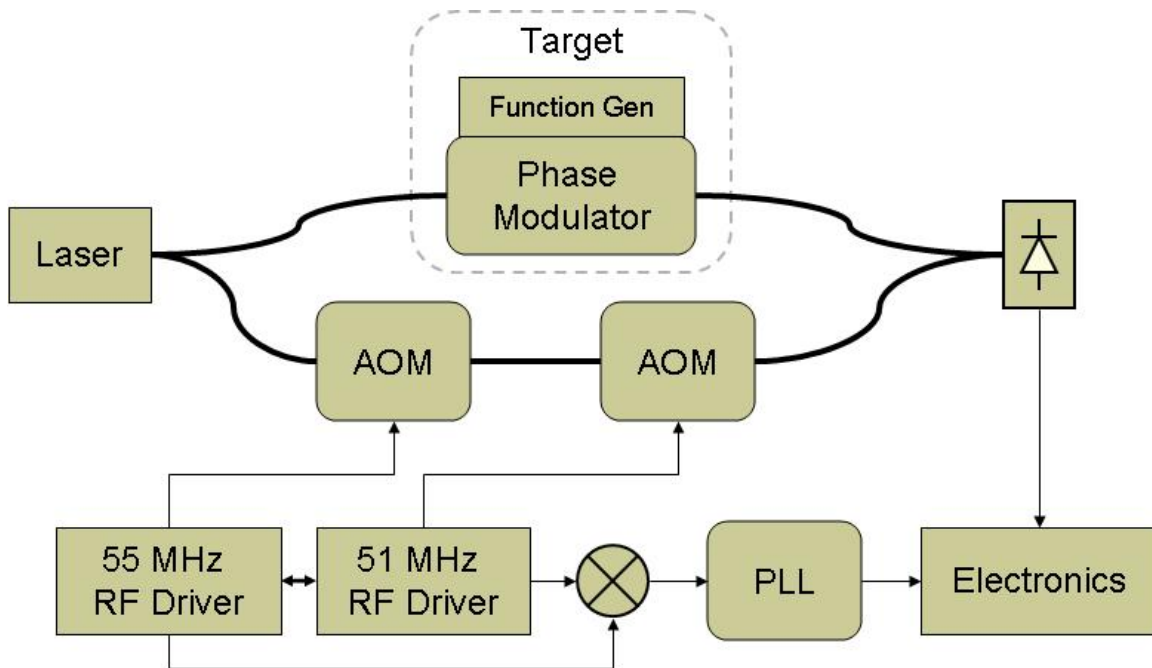 Target
Function Gen
Phase
Modulator
Laser
AOM
AOM
55 MHz
RF Driver
51 MHz
RF Driver
PLL
Electronics